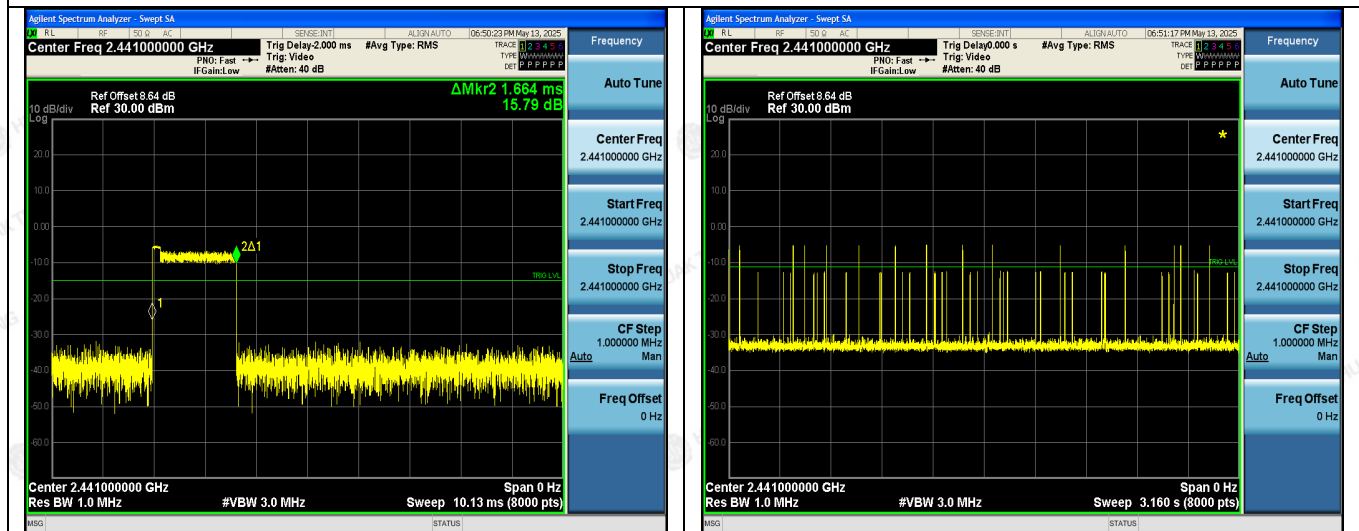 Agilent Spectrum Analyzer - Swept SA
LXI RL RF 50 Ω AC SENSE:INT ALIGN AUTO 06:50:23 PM May 13, 2025
Center Freq 2.441000000 GHz
Trig Delay-2.000 ms #Avg Type: RMS
TRACE 1 2 3 4 5 6
PNO: Fast Trig: Video
TYPE W
IFGain:Low #Atten: 40 dB
DET P P P P P P
ΔMkr2 1.664 ms
15.79 dB
Ref Offset 8.64 dB
10 dB/div Ref 30.00 dBm
Log
20.0
10.0
0.00
-10.0
-20.0
-30.0
-40.0
-50.0
-60.0
2Δ1
TRIG LVL
1
Center 2.441000000 GHz Span 0 Hz
Res BW 1.0 MHz #VBW 3.0 MHz Sweep 10.13 ms (8000 pts)
MSG STATUS
Frequency
Auto Tune
Center Freq
2.441000000 GHz
Start Freq
2.441000000 GHz
Stop Freq
2.441000000 GHz
CF Step
1.000000 MHz
Auto Man
Freq Offset
0 Hz
Agilent Spectrum Analyzer - Swept SA
LXI RL RF 50 Ω AC SENSE:INT ALIGN AUTO 06:51:17 PM May 13, 2025
Center Freq 2.441000000 GHz
Trig Delay0.000 s #Avg Type: RMS
TRACE 1 2 3 4 5 6
PNO: Fast Trig: Video
TYPE W
IFGain:Low #Atten: 40 dB
DET P P P P P P
Ref Offset 8.64 dB
10 dB/div Ref 30.00 dBm
Log
*
20.0
10.0
0.00
-10.0
-20.0
-30.0
-40.0
-50.0
-60.0
TRIG LVL
Center 2.441000000 GHz Span 0 Hz
Res BW 1.0 MHz #VBW 3.0 MHz Sweep 3.160 s (8000 pts)
MSG STATUS
Frequency
Auto Tune
Center Freq
2.441000000 GHz
Start Freq
2.441000000 GHz
Stop Freq
2.441000000 GHz
CF Step
1.000000 MHz
Auto Man
Freq Offset
0 Hz